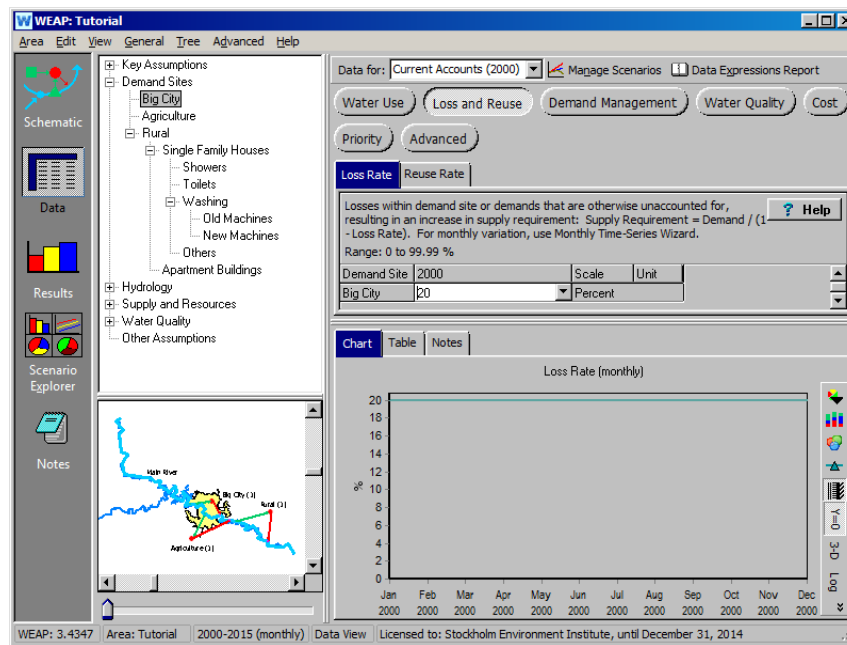 WEAP: Tutorial
Area Edit View General Tree Advanced Help
Schematic
Data
Results
Scenario
Explorer
Notes
Key Assumptions
Demand Sites
Big City
Agriculture
Rural
Single Family Houses
Showers
Toilets
Washing
Old Machines
New Machines
Others
Apartment Buildings
Hydrology
Supply and Resources
Water Quality
Other Assumptions
Main River
Big City (1)
Rural (1)
Agriculture (1)
Data for: Current Accounts (2000) Manage Scenarios Data Expressions Report
Water Use Loss and Reuse Demand Management Water Quality Cost
Priority Advanced
Loss Rate Reuse Rate
Losses within demand site or demands that are otherwise unaccounted for,
resulting in an increase in supply requirement: Supply Requirement = Demand / (1
- Loss Rate). For monthly variation, use Monthly Time-Series Wizard.
Range: 0 to 99.99 %
? Help
Demand Site 2000 Scale Unit
Big City 20 Percent
Chart Table Notes
Loss Rate (monthly)
%
20
18
16
14
12
10
8
6
4
2
0
Jan Feb Mar Apr May Jun Jul Aug Sep Oct Nov Dec
2000 2000 2000 2000 2000 2000 2000 2000 2000 2000 2000 2000
Y=0
3-D
Log
WEAP: 3.4347 Area: Tutorial 2000-2015 (monthly) Data View Licensed to: Stockholm Environment Institute, until December 31, 2014